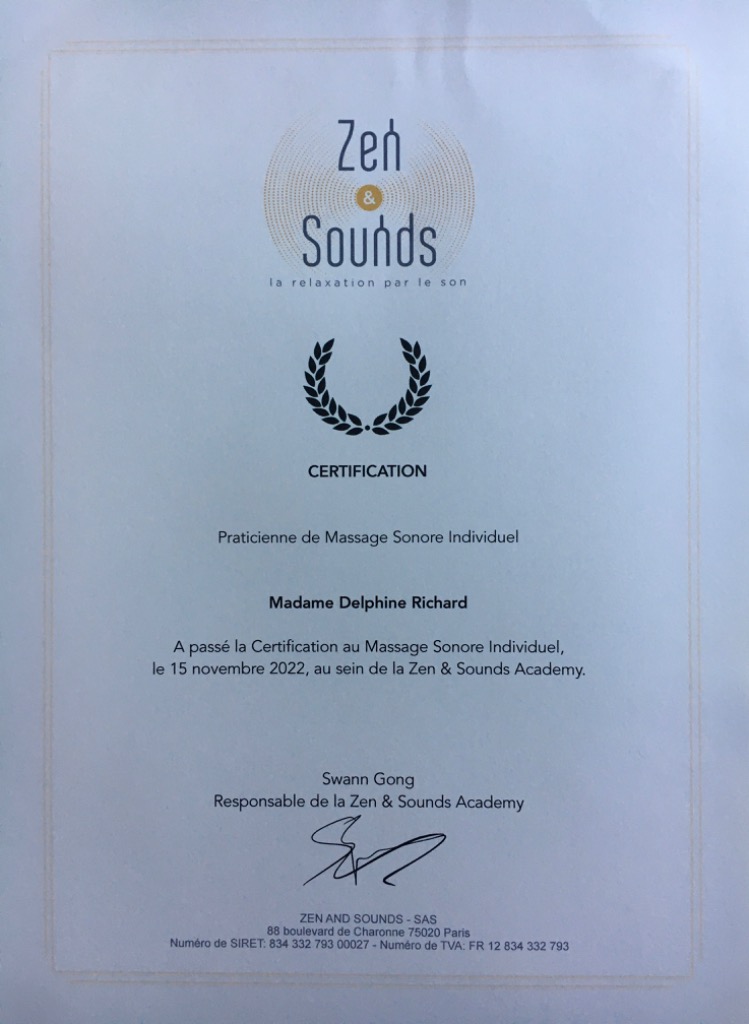 Zen
&
Sounds
la relaxation par le son
CERTIFICATION
Praticienne de Massage Sonore Individuel
Madame Delphine Richard
A passé la Certification au Massage Sonore Individuel,
le 15 novembre 2022, au sein de la Zen & Sounds Academy.
Swann Gong
Responsable de la Zen & Sounds Academy
ZEN AND SOUNDS - SAS
88 boulevard de Charonne 75020 Paris
Numéro de SIRET: 834 332 793 00027 - Numéro de TVA: FR 12 834 332 793